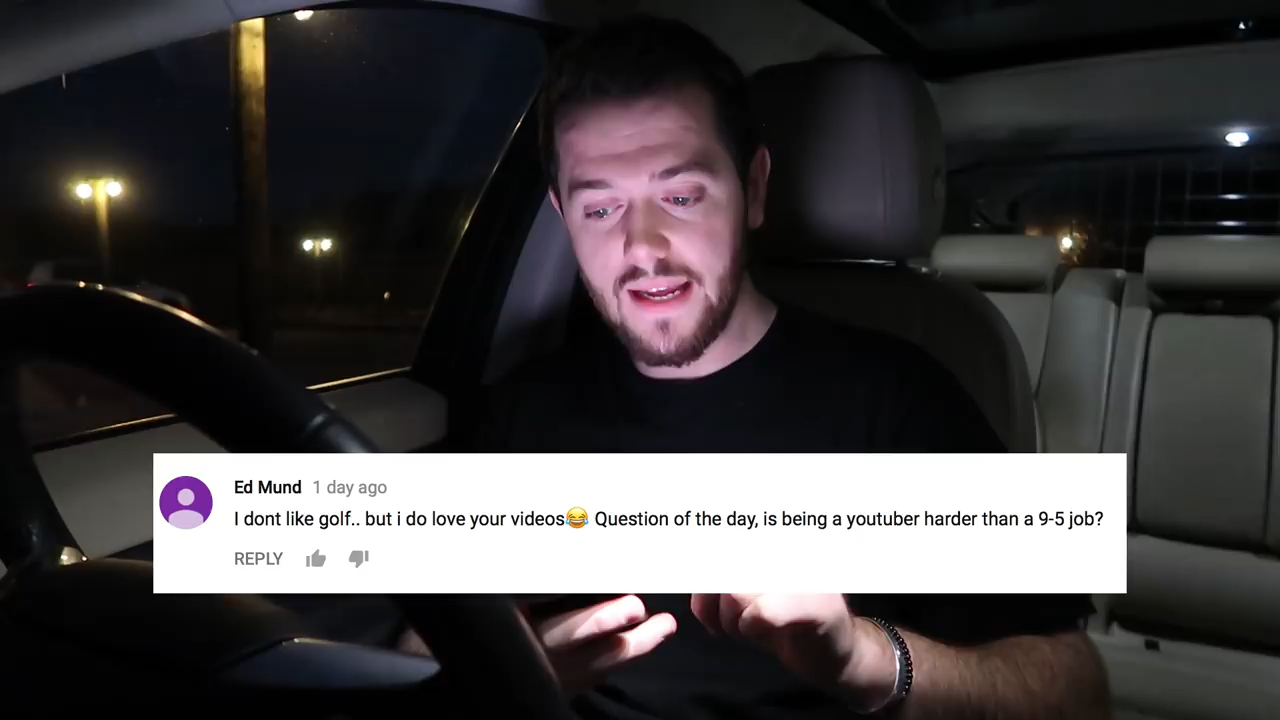 Ed Mund 1 day ago
I dont like golf.. but i do love your videos😂 Question of the day, is being a youtuber harder than a 9-5 job?
REPLY